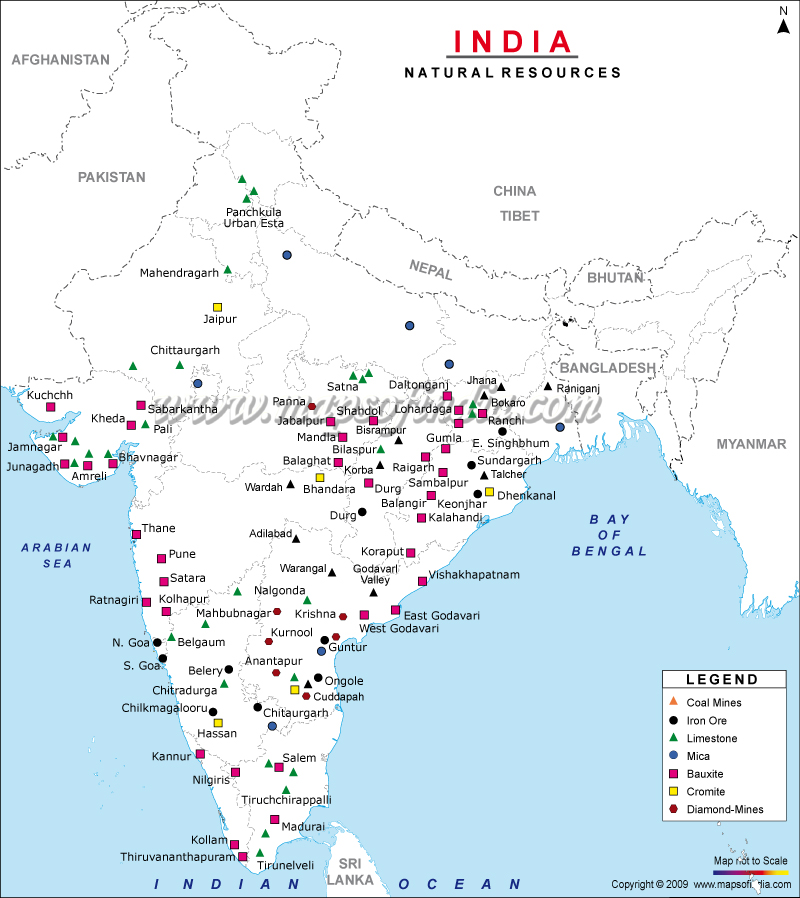 INDIA
NATURAL RESOURCES
N
AFGHANISTAN
PAKISTAN
CHINA
TIBET
NEPAL
BHUTAN
BANGLADESH
MYANMAR
Panchkula
Urban Esta
Mahendragarh
Jaipur
Chittaurgarh
Kuchchh
Sabarkantha
Kheda
Pali
Jamnagar
Junagadh
Amreli
Bhavnagar
Satna
Panna
Jabalpur
Shahdol
Mandla
Bisrampur
Bilaspur
Balaghat
Korba
Wardah
Bhandara
Durg
Durg
Daltonganj
Jhana
Raniganj
Lohardaga
Bokaro
Ranchi
Gumla
E. Singhbhum
Raigarh
Sundargarh
Sambalpur
Talcher
Balangir
Keonjhar
Dhenkanal
Kalahandi
www.mapsofindia.com
Thane
Pune
Satara
Ratnagiri
Kolhapur
Adilabad
Warangal
Godavari
Valley
Koraput
Vishakhapatnam
Nalgonda
Mahbubnagar
Krishna
East Godavari
West Godavari
Kurnool
Guntur
N. Goa
Belgaum
S. Goa
Anantapur
Belery
Ongole
Chitradurga
Cuddapah
Chilkmagalooru
Chitaurgarh
Hassan
Kannur
Salem
Nilgiris
Tiruchchirappalli
Madurai
Kollam
Thiruvananthapuram
Tirunelveli
ARABIAN
SEA
BAY
OF
BENGAL
SRI
LANKA
INDIAN OCEAN
LEGEND
Coal Mines
Iron Ore
Limestone
Mica
Bauxite
Cromite
Diamond-Mines
Map not to Scale
Copyright © 2009 www.mapsofindia.com